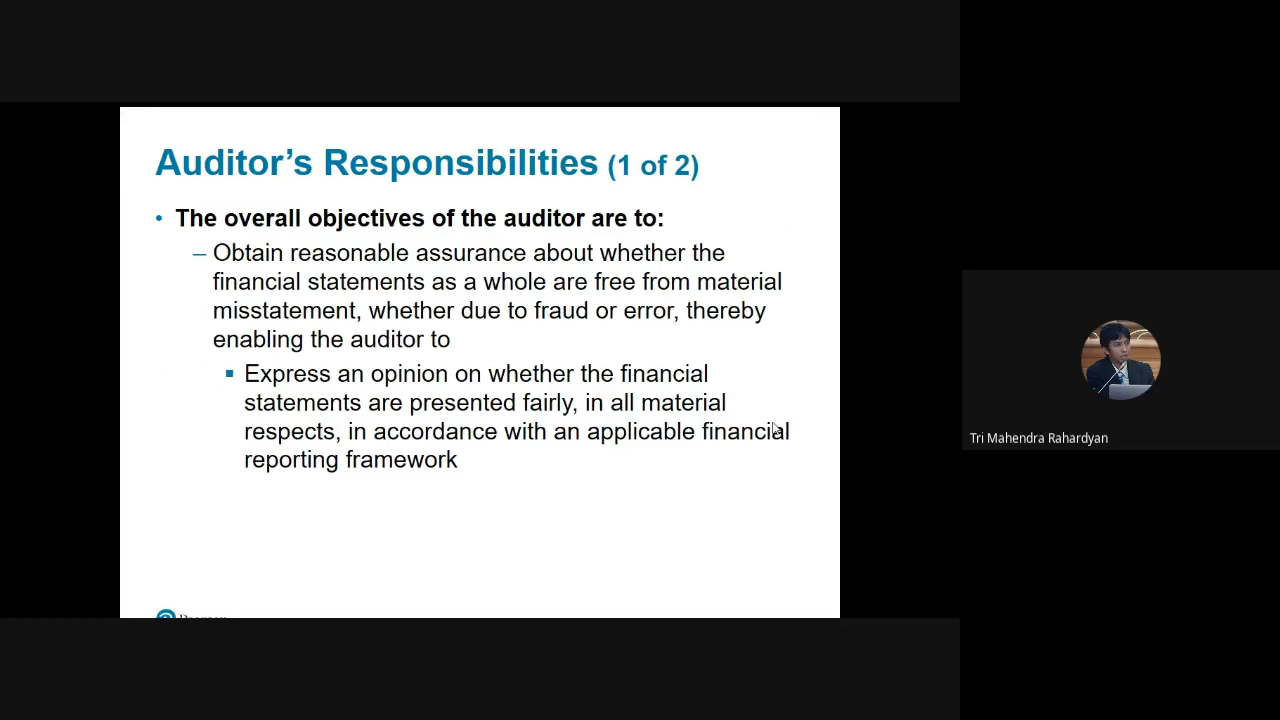 Auditor’s Responsibilities (1 of 2)
• The overall objectives of the auditor are to:
– Obtain reasonable assurance about whether the
financial statements as a whole are free from material
misstatement, whether due to fraud or error, thereby
enabling the auditor to
▪ Express an opinion on whether the financial
statements are presented fairly, in all material
respects, in accordance with an applicable financial
reporting framework
Tri Mahendra Rahardyan